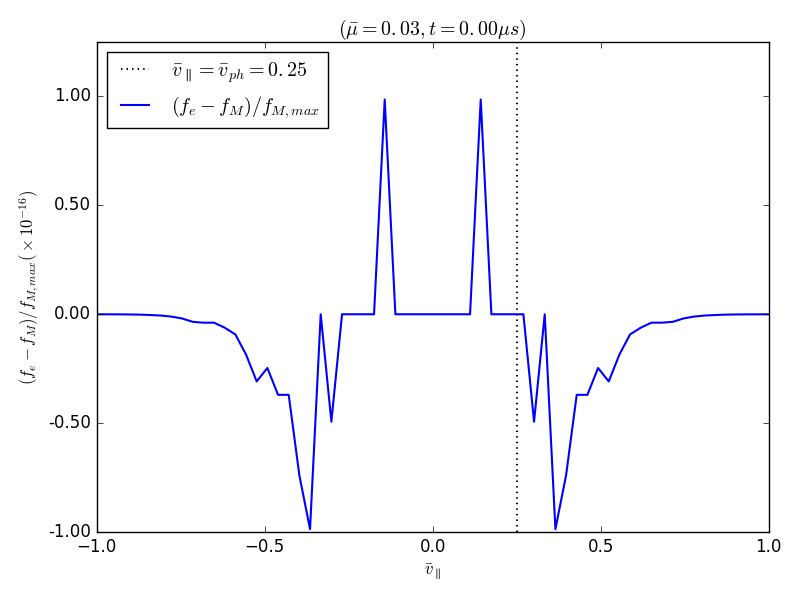 (μ̄ = 0.03, t = 0.00μs)
v̄∥ = v̄ph = 0.25
(fe − fM)/fM,max
1.00
0.50
0.00
-0.50
-1.00
(fe − fM)/fM,max(×10⁻¹⁶)
−1.0 −0.5 0.0 0.5 1.0
v̄∥